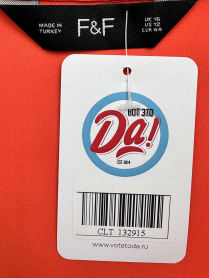 MADE IN
TURKEY
F&F
UK 16
US 12
EUR 44
ВОТ ЭТО
Da!
EST. 2014
CLT 132915
www.votetoda.ru